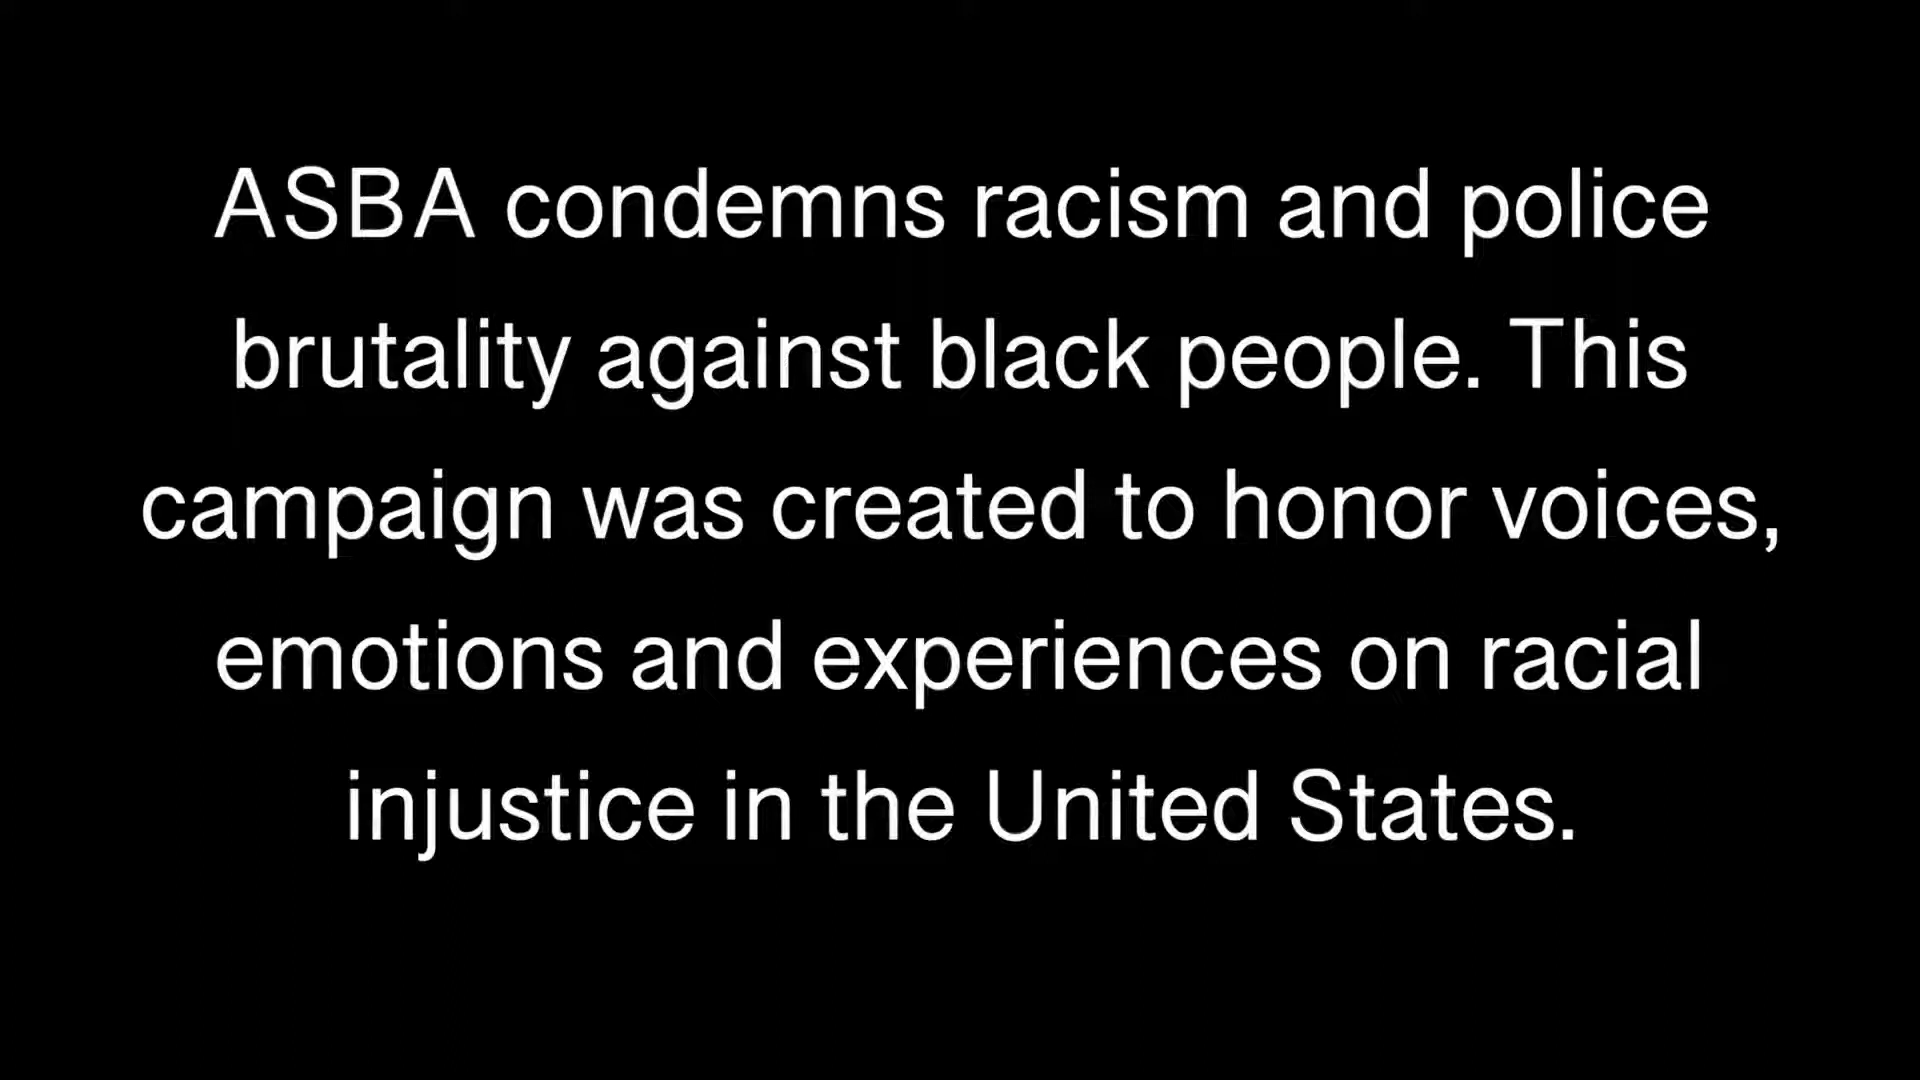 ASBA condemns racism and police
brutality against black people. This
campaign was created to honor voices,
emotions and experiences on racial
injustice in the United States.